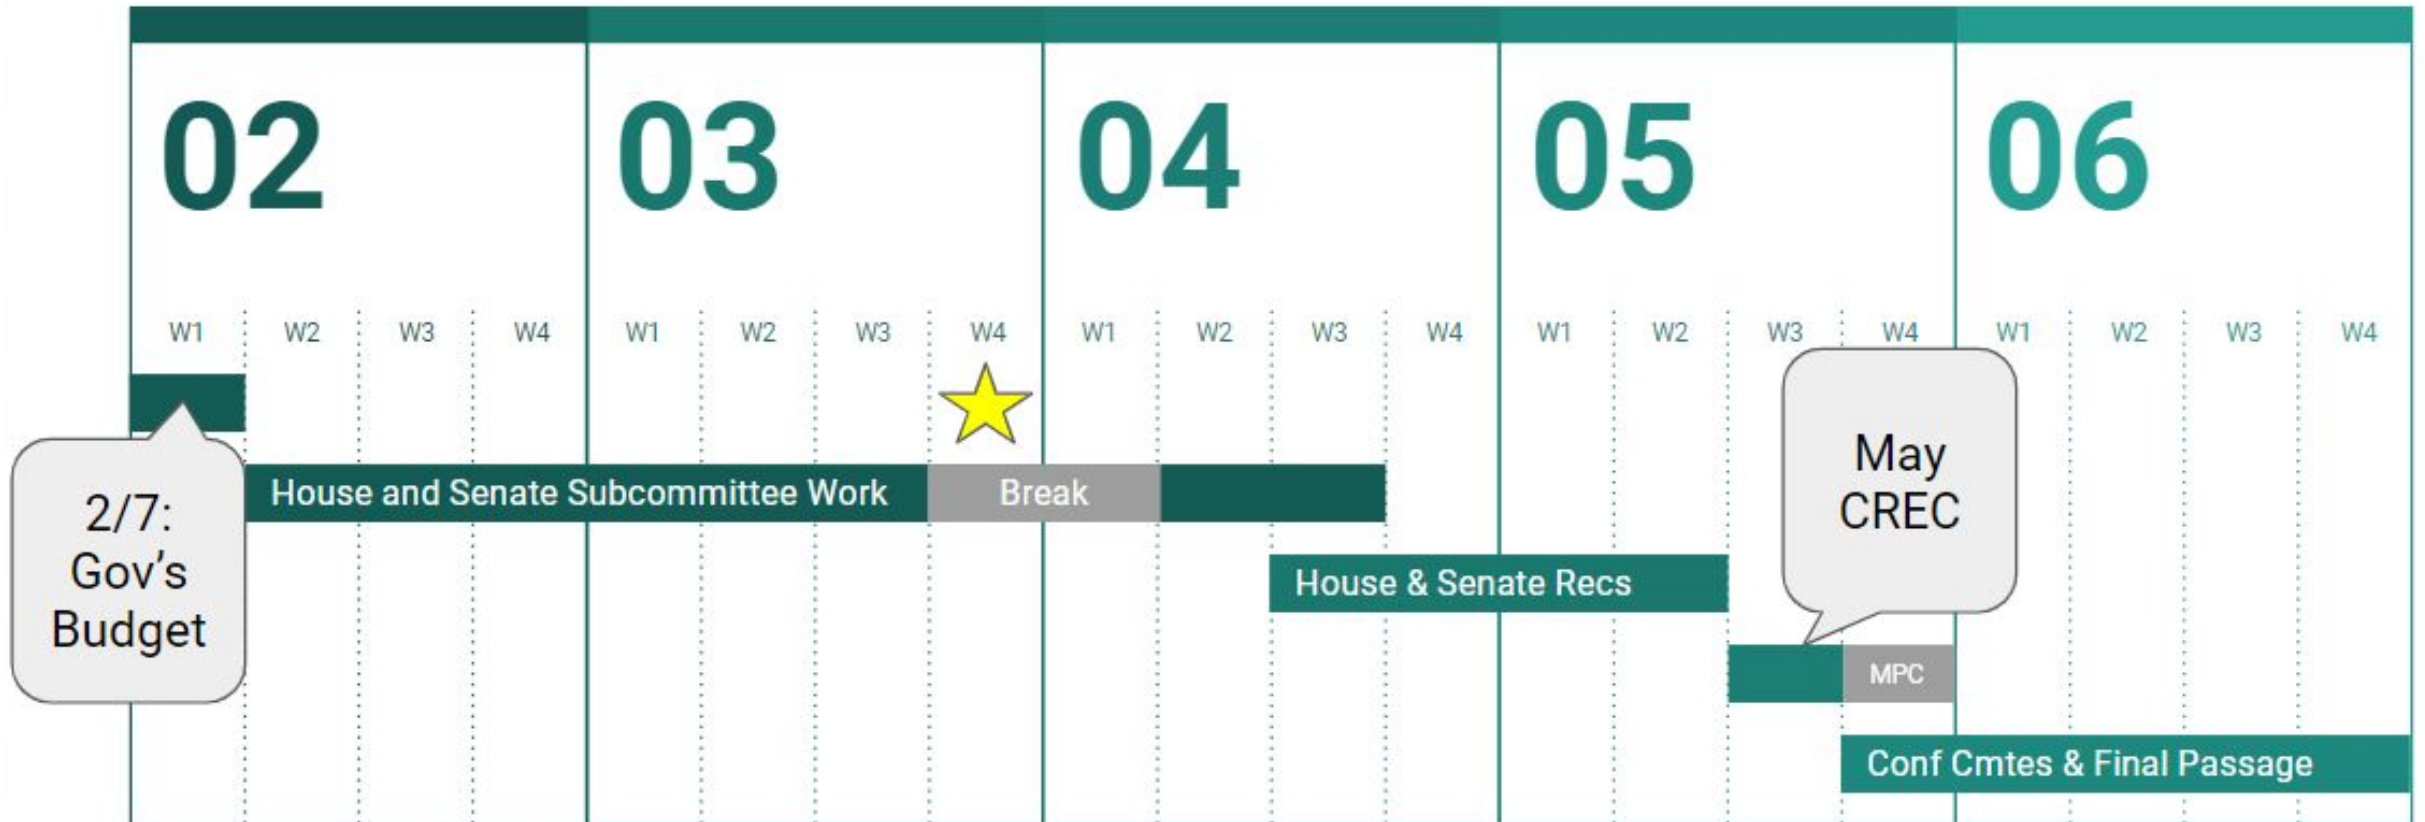 02 03 04 05 06
W1 W2 W3 W4 W1 W2 W3 W4 W1 W2 W3 W4 W1 W2 W3 W4 W1 W2 W3 W4
2/7:
Gov's
Budget
House and Senate Subcommittee Work Break
House & Senate Recs
May
CREC
MPC
Conf Cmtes & Final Passage